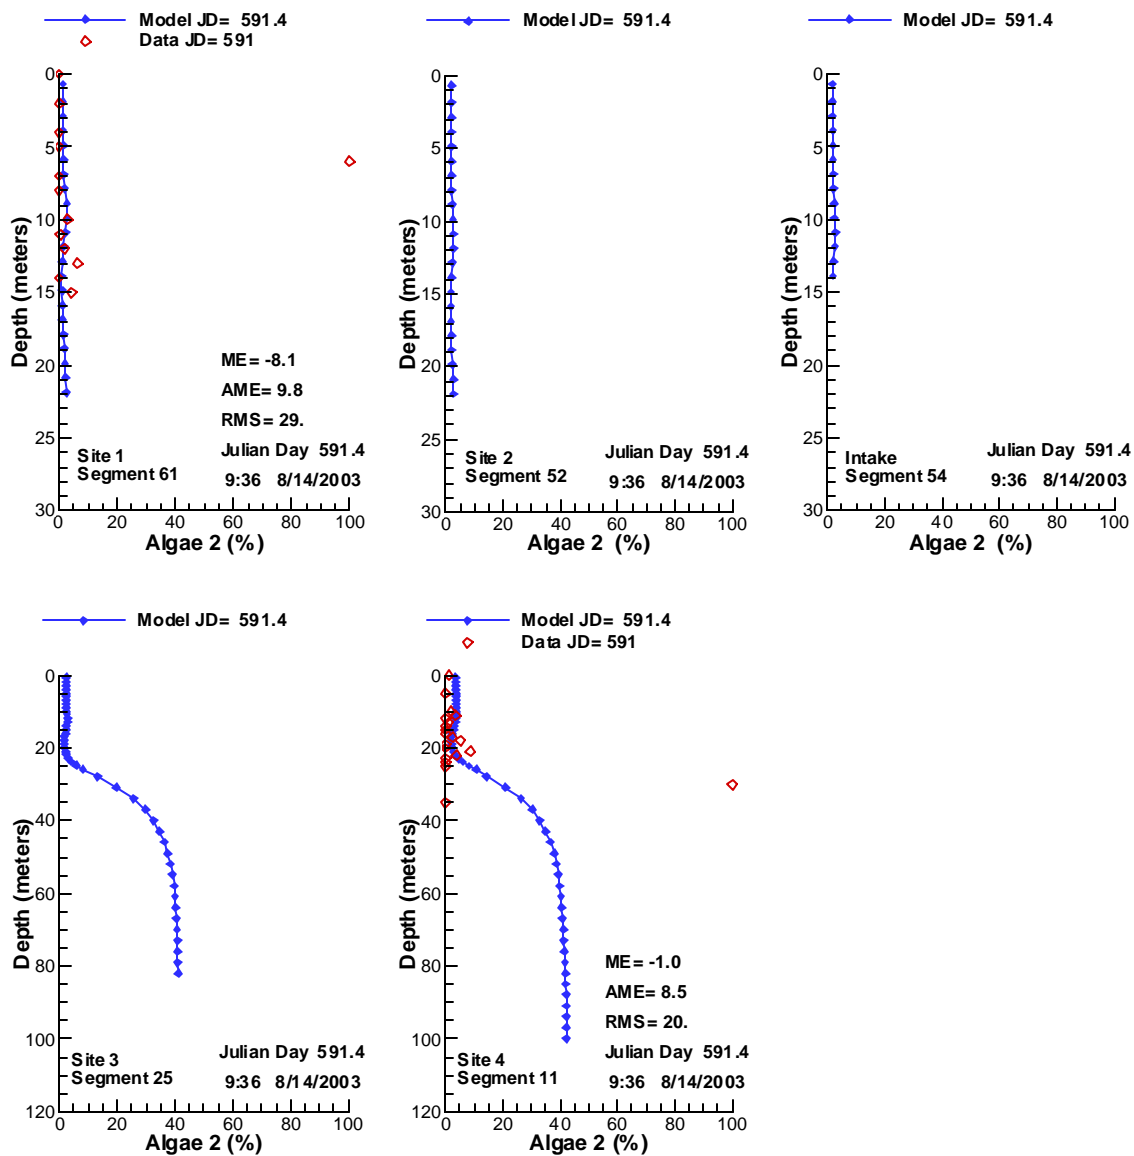 Model JD= 591.4
Data JD= 591
0
5
10
15
20
25
30
Depth (meters)
ME= -8.1
AME= 9.8
RMS= 29.
Site 1
Segment 61
Julian Day 591.4
9:36 8/14/2003
0 20 40 60 80 100
Algae 2 (%)
Model JD= 591.4
0
5
10
15
20
25
30
Depth (meters)
Site 2
Segment 52
Julian Day 591.4
9:36 8/14/2003
0 20 40 60 80 100
Algae 2 (%)
Model JD= 591.4
0
5
10
15
20
25
30
Depth (meters)
Intake
Segment 54
Julian Day 591.4
9:36 8/14/2003
0 20 40 60 80 100
Algae 2 (%)
Model JD= 591.4
0
20
40
60
80
100
120
Depth (meters)
Site 3
Segment 25
Julian Day 591.4
9:36 8/14/2003
0 20 40 60 80 100
Algae 2 (%)
Model JD= 591.4
Data JD= 591
0
20
40
60
80
100
120
Depth (meters)
ME= -1.0
AME= 8.5
RMS= 20.
Site 4
Segment 11
Julian Day 591.4
9:36 8/14/2003
0 20 40 60 80 100
Algae 2 (%)